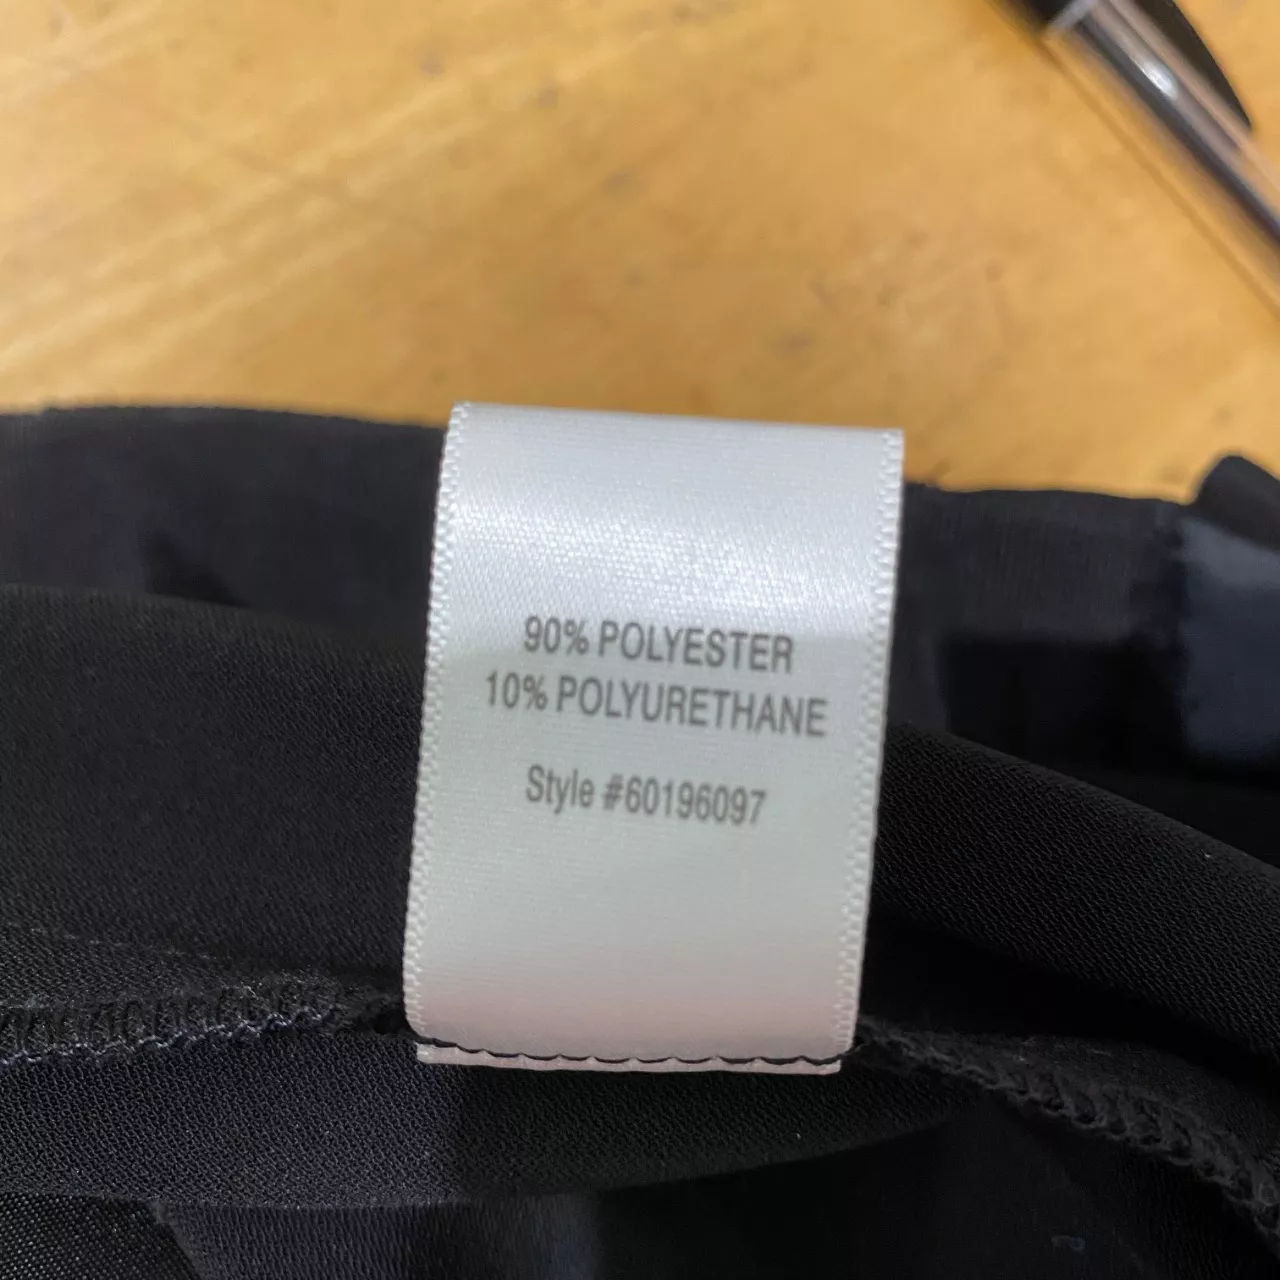 90% POLYESTER
10% POLYURETHANE
Style #60196097